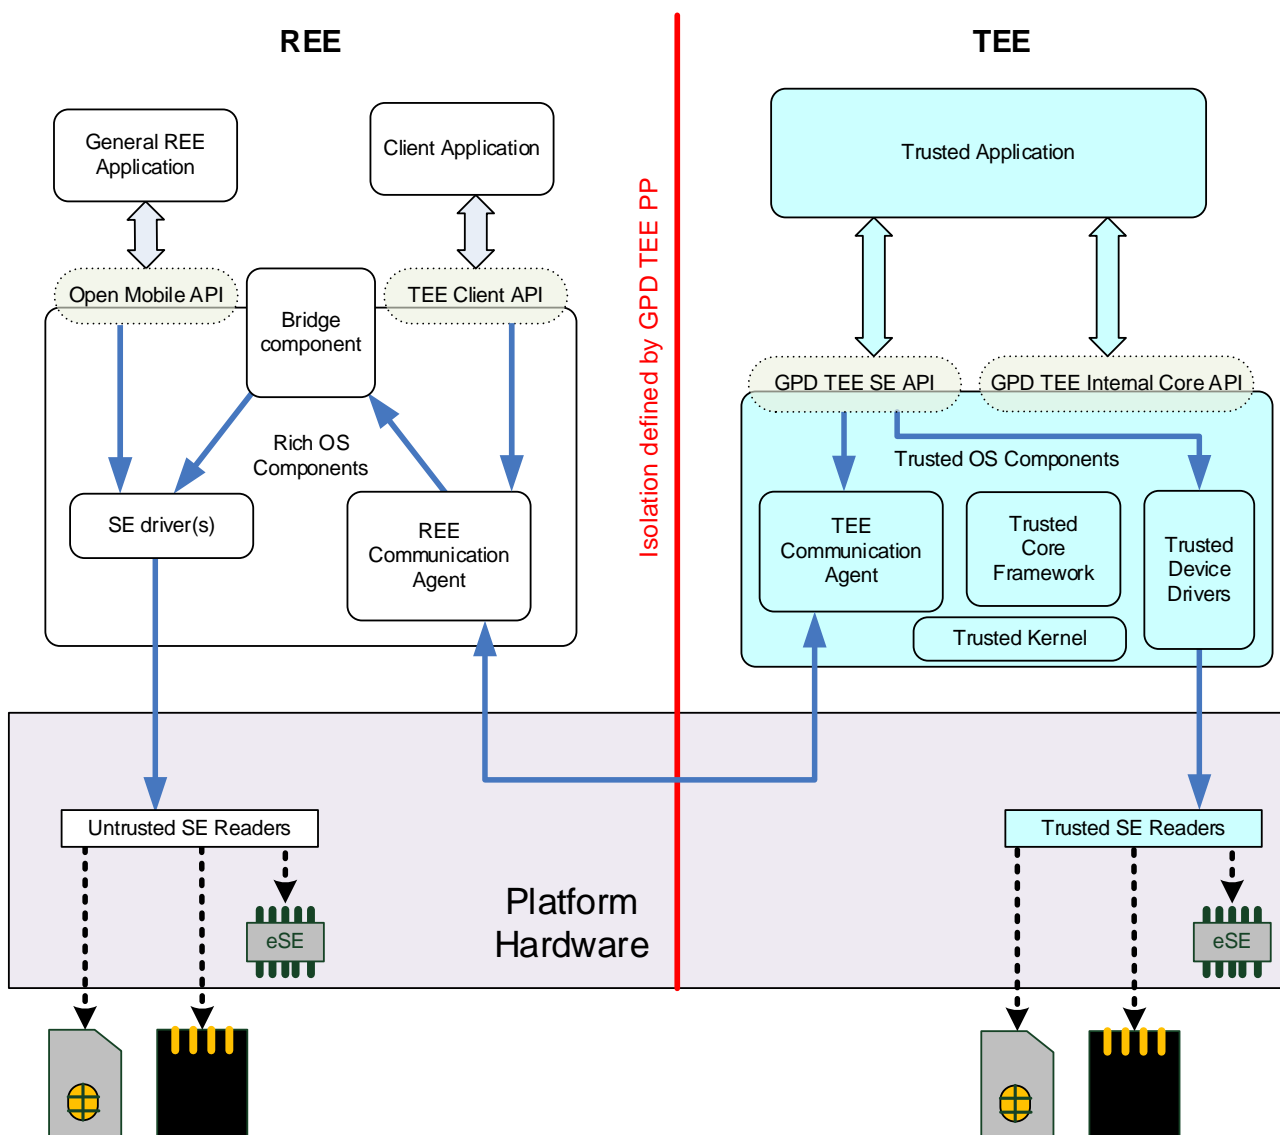 REE
TEE
General REE
Application
Client Application
Trusted Application
Isolation defined by GPD TEE PP
Open Mobile API
Bridge
component
TEE Client API
GPD TEE SE API
GPD TEE Internal Core API
Rich OS
Components
Trusted OS Components
SE driver(s)
REE
Communication
Agent
TEE
Communication
Agent
Trusted
Core
Framework
Trusted
Device
Drivers
Trusted Kernel
Untrusted SE Readers
Trusted SE Readers
Platform
Hardware
eSE
eSE